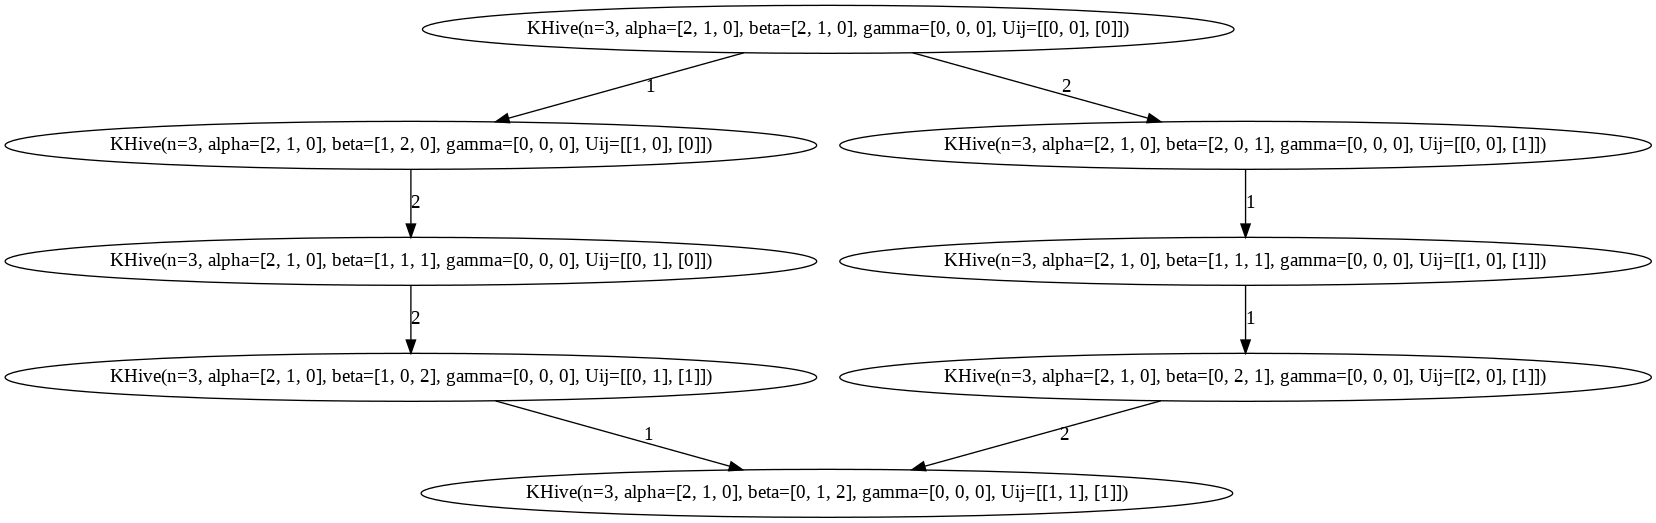 KHive(n=3, alpha=[2, 1, 0], beta=[2, 1, 0], gamma=[0, 0, 0], Uij=[[0, 0], [0]])
1 2
KHive(n=3, alpha=[2, 1, 0], beta=[1, 2, 0], gamma=[0, 0, 0], Uij=[[1, 0], [0]]) KHive(n=3, alpha=[2, 1, 0], beta=[2, 0, 1], gamma=[0, 0, 0], Uij=[[0, 0], [1]])
2 1
KHive(n=3, alpha=[2, 1, 0], beta=[1, 1, 1], gamma=[0, 0, 0], Uij=[[0, 1], [0]]) KHive(n=3, alpha=[2, 1, 0], beta=[1, 1, 1], gamma=[0, 0, 0], Uij=[[1, 0], [1]])
2 1
KHive(n=3, alpha=[2, 1, 0], beta=[1, 0, 2], gamma=[0, 0, 0], Uij=[[0, 1], [1]]) KHive(n=3, alpha=[2, 1, 0], beta=[0, 2, 1], gamma=[0, 0, 0], Uij=[[2, 0], [1]])
1 2
KHive(n=3, alpha=[2, 1, 0], beta=[0, 1, 2], gamma=[0, 0, 0], Uij=[[1, 1], [1]])